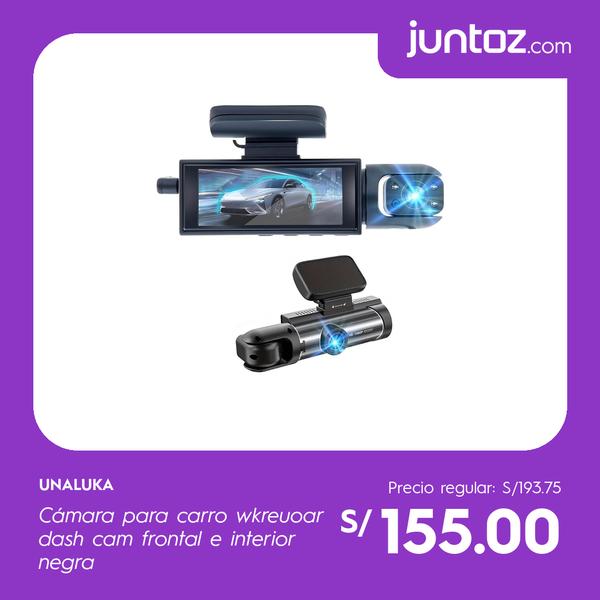 juntoz.com
UNALUKA
Cámara para carro wkreuoar
dash cam frontal e interior
negra
Precio regular: S/193.75
S/155.00